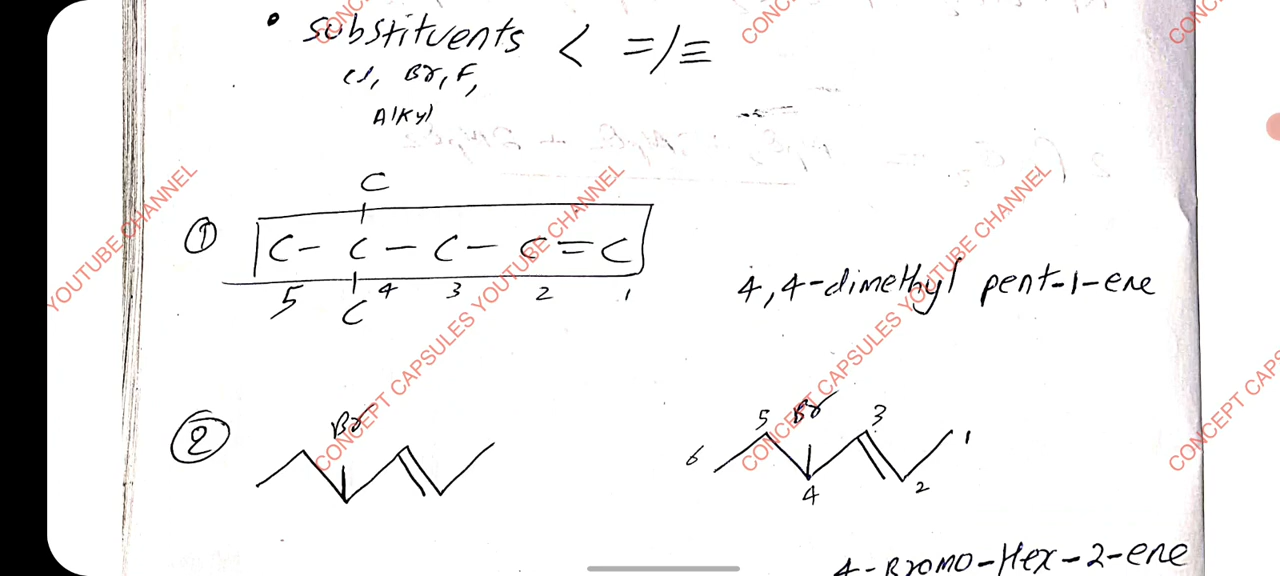 • substituents < =/≡
Cl, Br, F,
Alkyl
C
① C - C - C - C = C
5 4 3 2 1
C
4,4-dimethyl pent-1-ene
② Br
6 5 Br 3 1
4 2
4-Bromo-Hex-2-ene
CONCEPT CAPSULES YOUTUBE CHANNEL